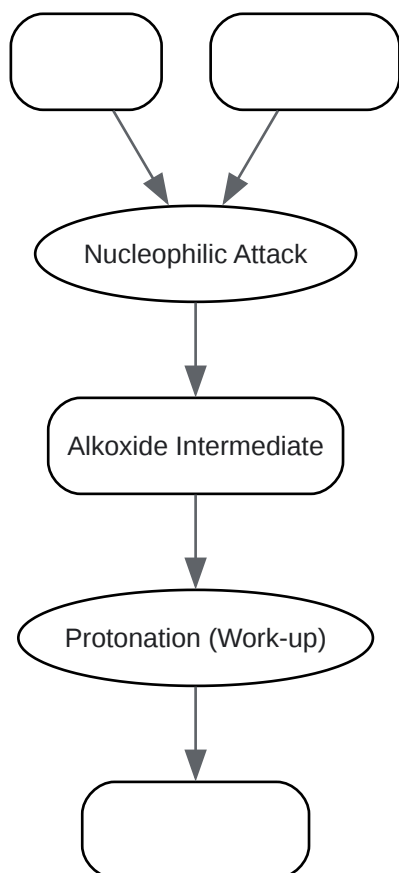 Nucleophilic Attack
Alkoxide Intermediate
Protonation (Work-up)